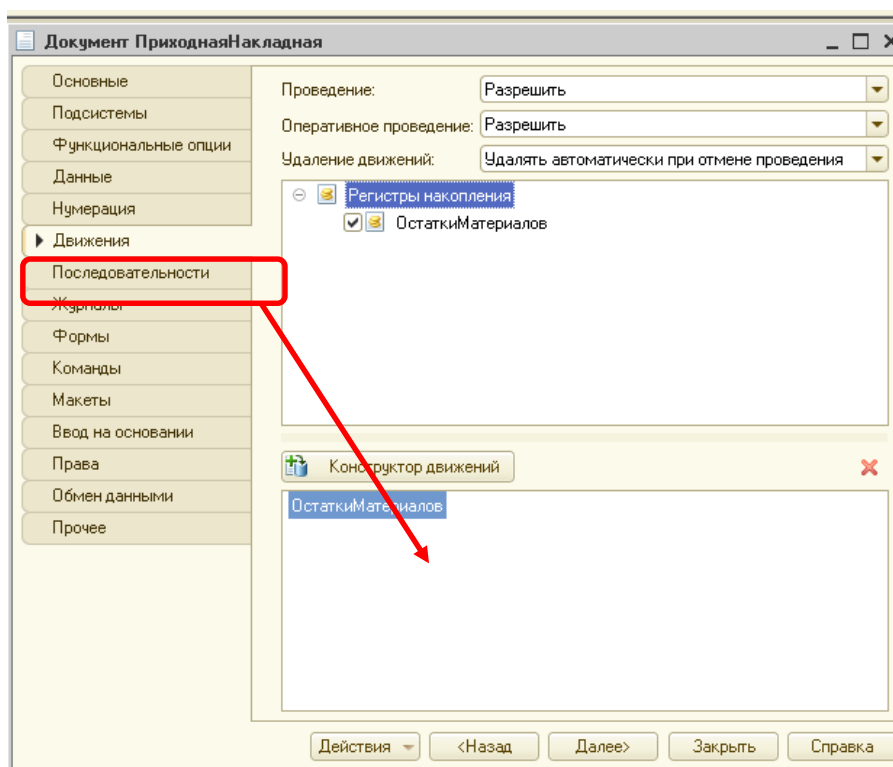 Документ ПриходнаяНакладная
Основные
Подсистемы
Функциональные опции
Данные
Нумерация
Движения
Последовательности
Журналы
Формы
Команды
Макеты
Ввод на основании
Права
Обмен данными
Прочее
Проведение: Разрешить
Оперативное проведение: Разрешить
Удаление движений: Удалять автоматически при отмене проведения
Регистры накопления
ОстаткиМатериалов
Конструктор движений
ОстаткиМатериалов
Действия <Назад Далее> Закрыть Справка